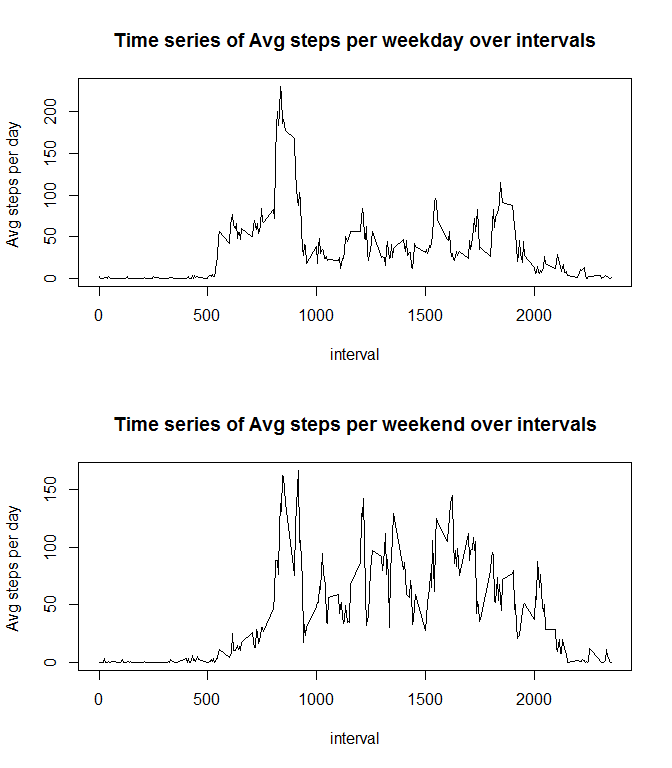 Time series of Avg steps per weekday over intervals
Avg steps per day
200
150
100
50
0
0 500 1000 1500 2000
interval
Time series of Avg steps per weekend over intervals
Avg steps per day
150
100
50
0
0 500 1000 1500 2000
interval